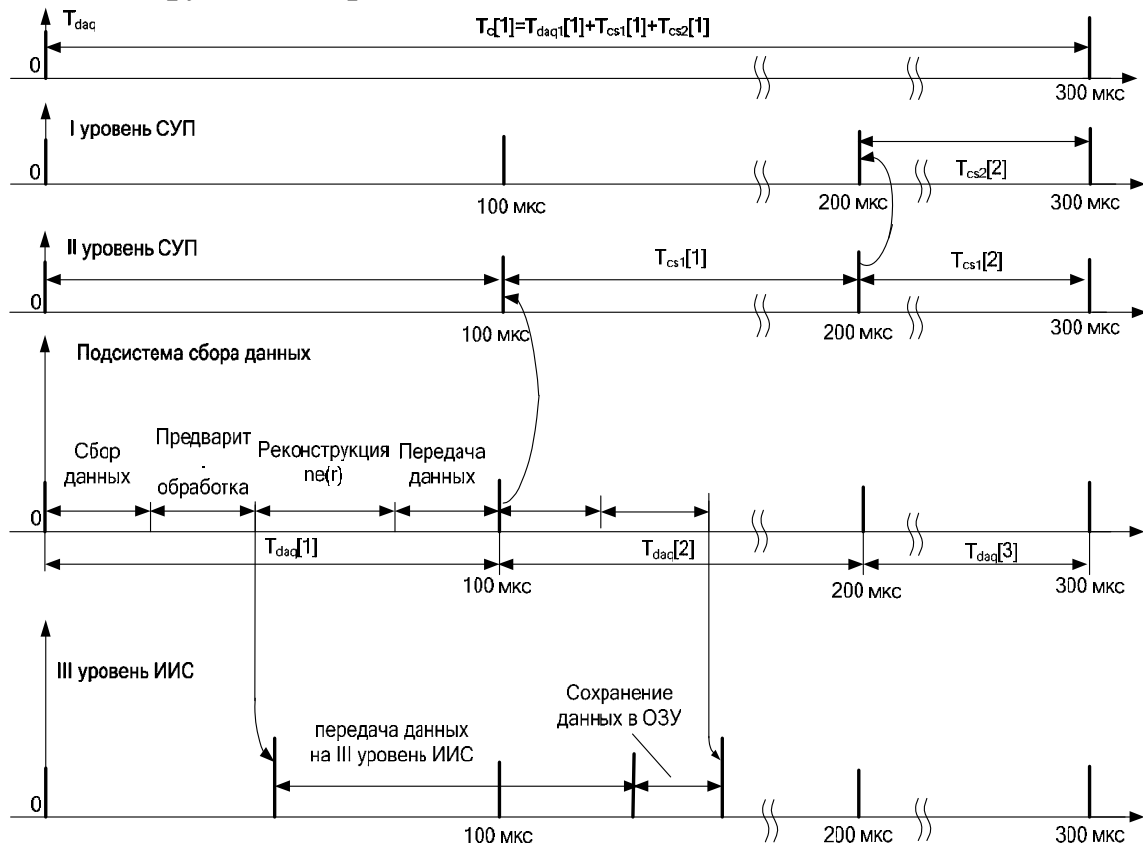 T_daq
T_c[1]=T_daq1[1]+T_cs1[1]+T_cs2[1]
0
300 мкс
I уровень СУП
0
T_cs2[2]
100 мкс
200 мкс
300 мкс
II уровень СУП
T_cs1[1]
T_cs1[2]
0
100 мкс
200 мкс
300 мкс
Подсистема сбора данных
Сбор
данных
Предварит
-
обработка
Реконструкция
ne(r)
Передача
данных
0
T_daq[1]
T_daq[2]
T_daq[3]
100 мкс
200 мкс
300 мкс
III уровень ИИС
Сохранение
данных в ОЗУ
передача данных
на III уровень ИИС
0
100 мкс
200 мкс
300 мкс